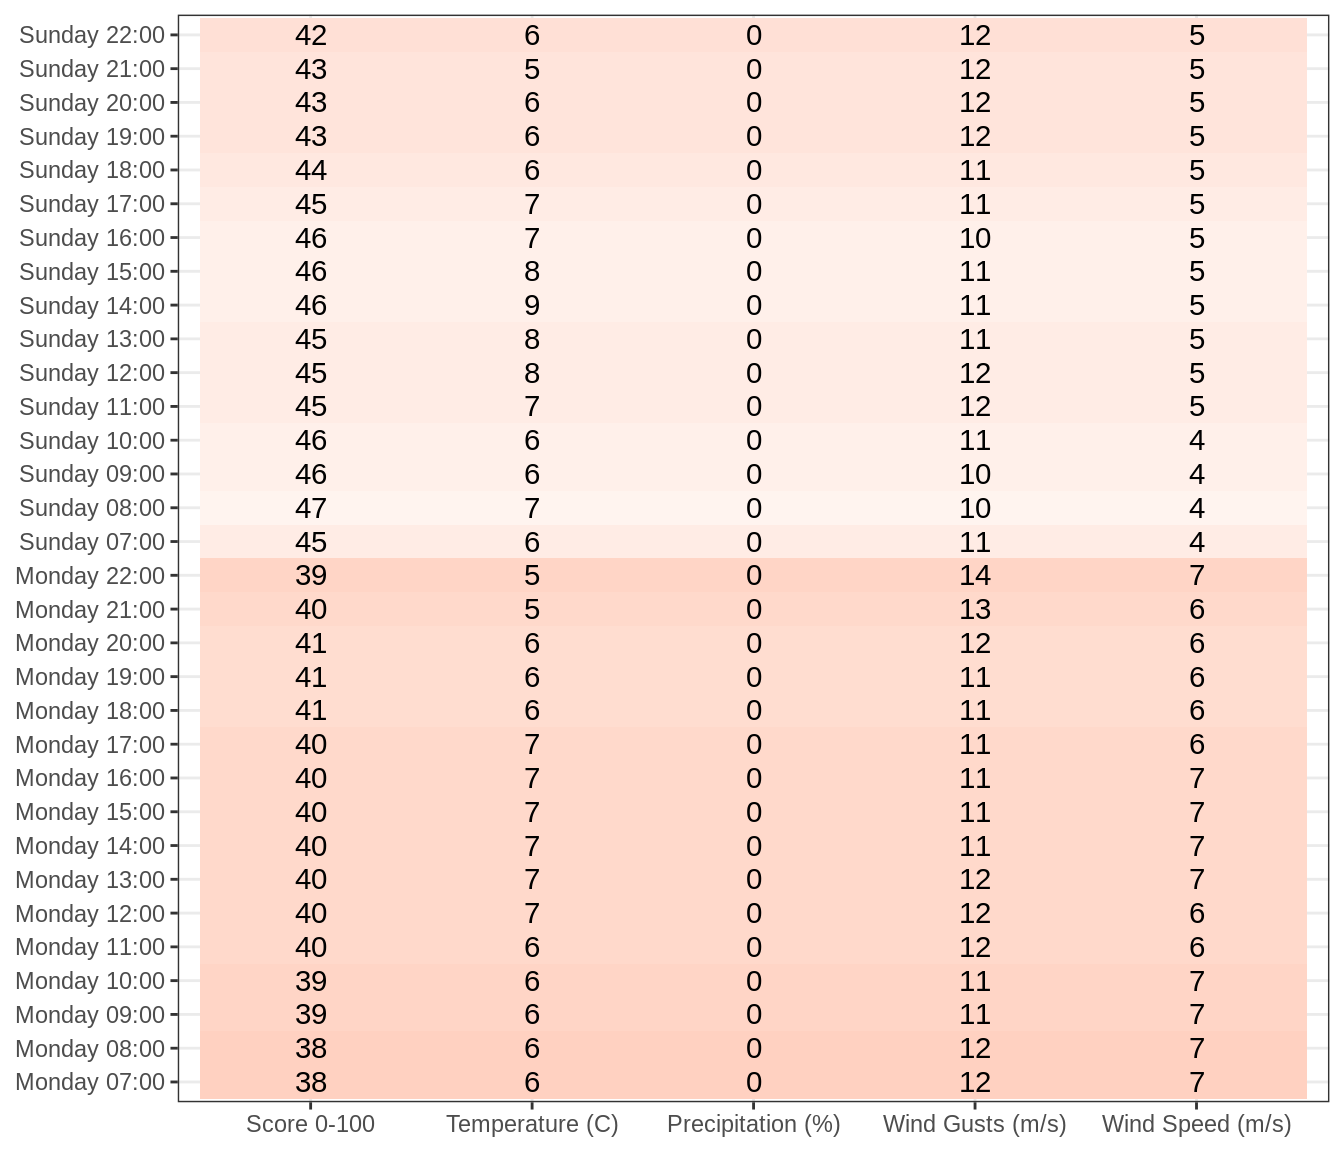 Sunday 22:00 42 6 0 12 5
Sunday 21:00 43 5 0 12 5
Sunday 20:00 43 6 0 12 5
Sunday 19:00 43 6 0 12 5
Sunday 18:00 44 6 0 11 5
Sunday 17:00 45 7 0 11 5
Sunday 16:00 46 7 0 10 5
Sunday 15:00 46 8 0 11 5
Sunday 14:00 46 9 0 11 5
Sunday 13:00 45 8 0 11 5
Sunday 12:00 45 8 0 12 5
Sunday 11:00 45 7 0 12 5
Sunday 10:00 46 6 0 11 4
Sunday 09:00 46 6 0 10 4
Sunday 08:00 47 7 0 10 4
Sunday 07:00 45 6 0 11 4
Monday 22:00 39 5 0 14 7
Monday 21:00 40 5 0 13 6
Monday 20:00 41 6 0 12 6
Monday 19:00 41 6 0 11 6
Monday 18:00 41 6 0 11 6
Monday 17:00 40 7 0 11 6
Monday 16:00 40 7 0 11 7
Monday 15:00 40 7 0 11 7
Monday 14:00 40 7 0 11 7
Monday 13:00 40 7 0 12 7
Monday 12:00 40 7 0 12 6
Monday 11:00 40 6 0 12 6
Monday 10:00 39 6 0 11 7
Monday 09:00 39 6 0 11 7
Monday 08:00 38 6 0 12 7
Monday 07:00 38 6 0 12 7
Score 0-100 Temperature (C) Precipitation (%) Wind Gusts (m/s) Wind Speed (m/s)